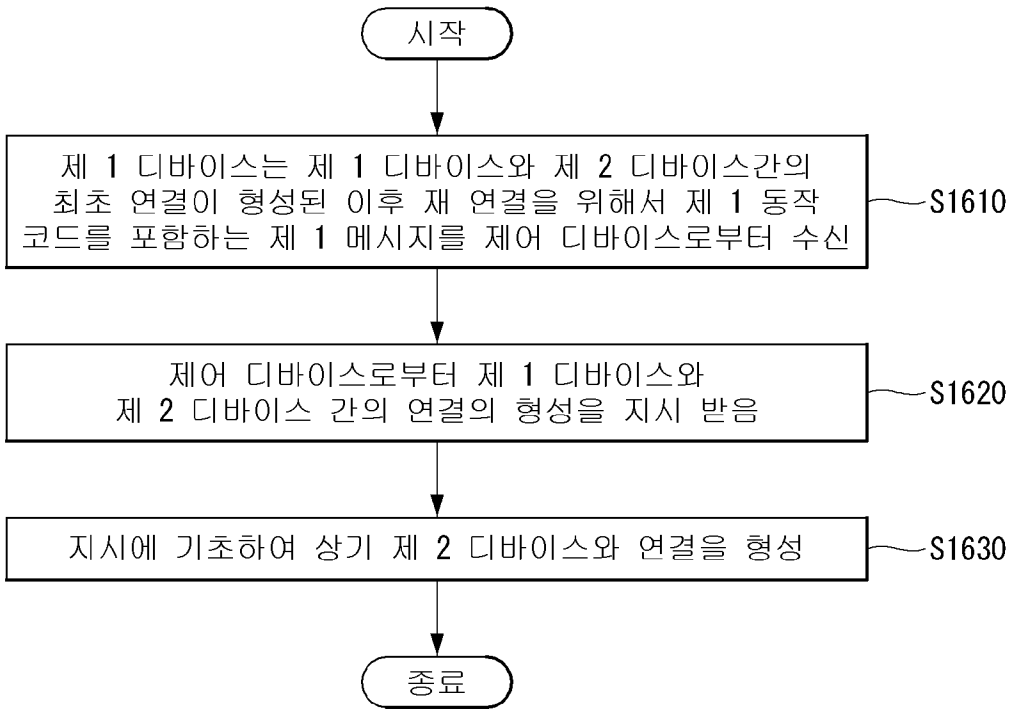 시작
제 1 디바이스는 제 1 디바이스와 제 2 디바이스간의
최초 연결이 형성된 이후 재 연결을 위해서 제 1 동작
코드를 포함하는 제 1 메시지를 제어 디바이스로부터 수신
S1610
제어 디바이스로부터 제 1 디바이스와
제 2 디바이스 간의 연결의 형성을 지시 받음
S1620
지시에 기초하여 상기 제 2 디바이스와 연결을 형성
S1630
종료